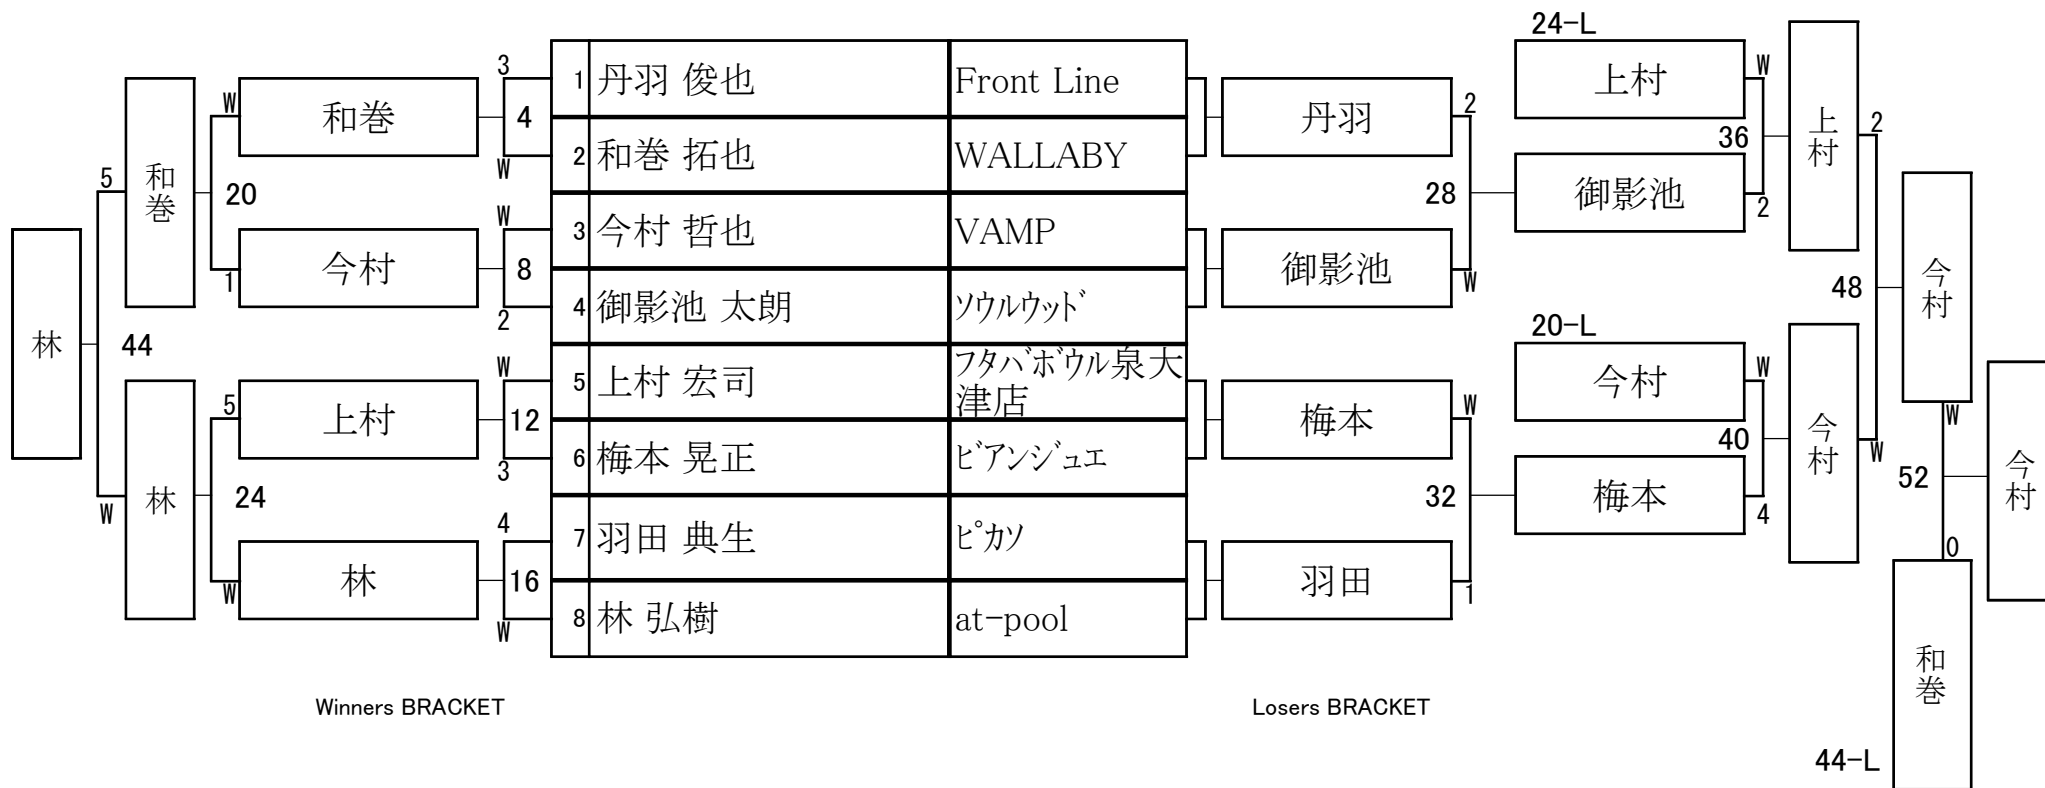 24-L
3
1 丹羽 俊也 Front Line
W 和巻 4 丹羽 2 上村 W 上村 2
2 和巻 拓也 WALLABY
W
36
5 和巻 20 28 御影池 2
W
3 今村 哲也 VAMP
1 今村 8 御影池 W
4 御影池 太朗 ソウルウッド
2
48 今村
林 44
20-L
W
5 上村 宏司 フタバボウル泉大
津店
5 上村 12 梅本 W 今村 W
W
6 梅本 晃正 ビアンジュエ
3
40 今村 W
W 林 24 32 梅本 4
52 今村
4
7 羽田 典生 ピカソ
W 林 16 羽田 1
0
8 林 弘樹 at-pool
W
和巻
Winners BRACKET Losers BRACKET
44-L